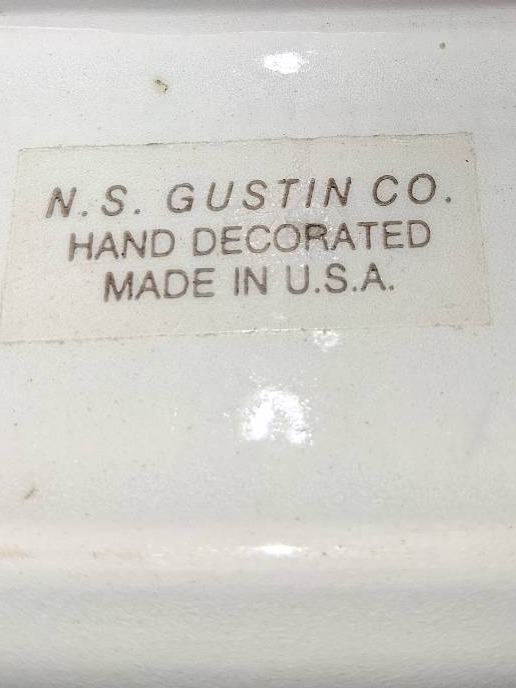 N.S. GUSTIN CO.
HAND DECORATED
MADE IN U.S.A.